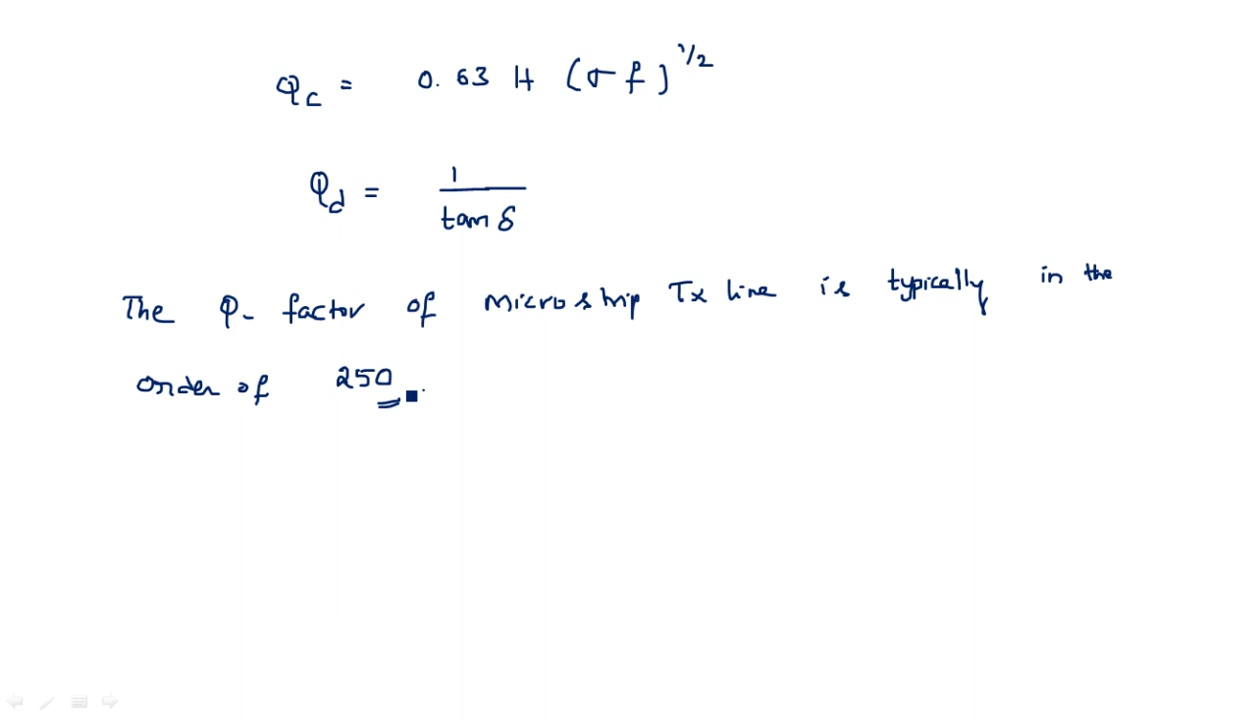 Qc = 0.63 H (σ f)^1/2
Qd = 1 / tan δ
The Q- factor of microstrip Tx line is typically in the
order of 250.